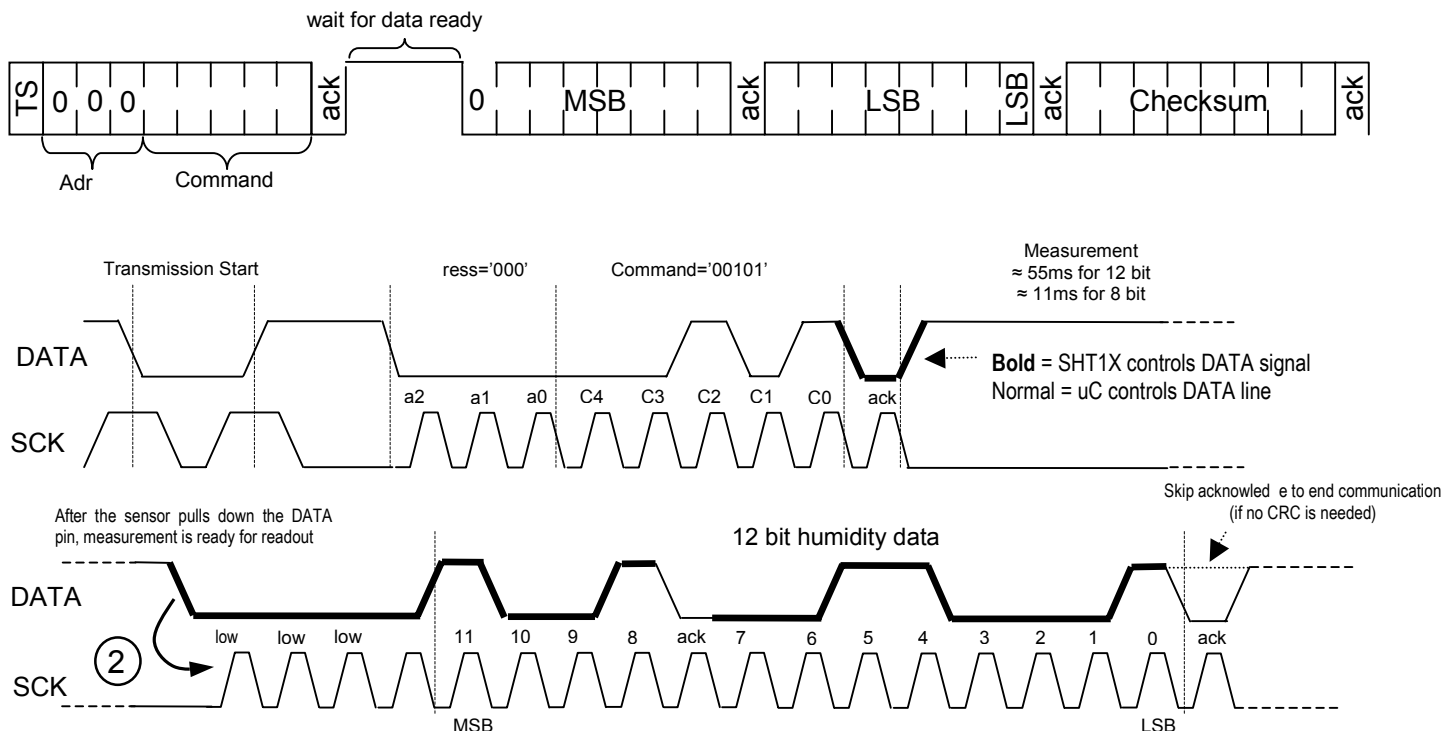 wait for data ready
TS 0 0 0 ack 0 MSB ack LSB LSB ack Checksum ack
Adr Command
Transmission Start ress='000' Command='00101' Measurement
≈ 55ms for 12 bit
≈ 11ms for 8 bit
DATA
Bold = SHT1X controls DATA signal
Normal = uC controls DATA line
a2 a1 a0 C4 C3 C2 C1 C0 ack
SCK
Skip acknowled e to end communication
(if no CRC is needed)
After the sensor pulls down the DATA
pin, measurement is ready for readout
12 bit humidity data
DATA
low low low 11 10 9 8 ack 7 6 5 4 3 2 1 0 ack
2
SCK
MSB LSB